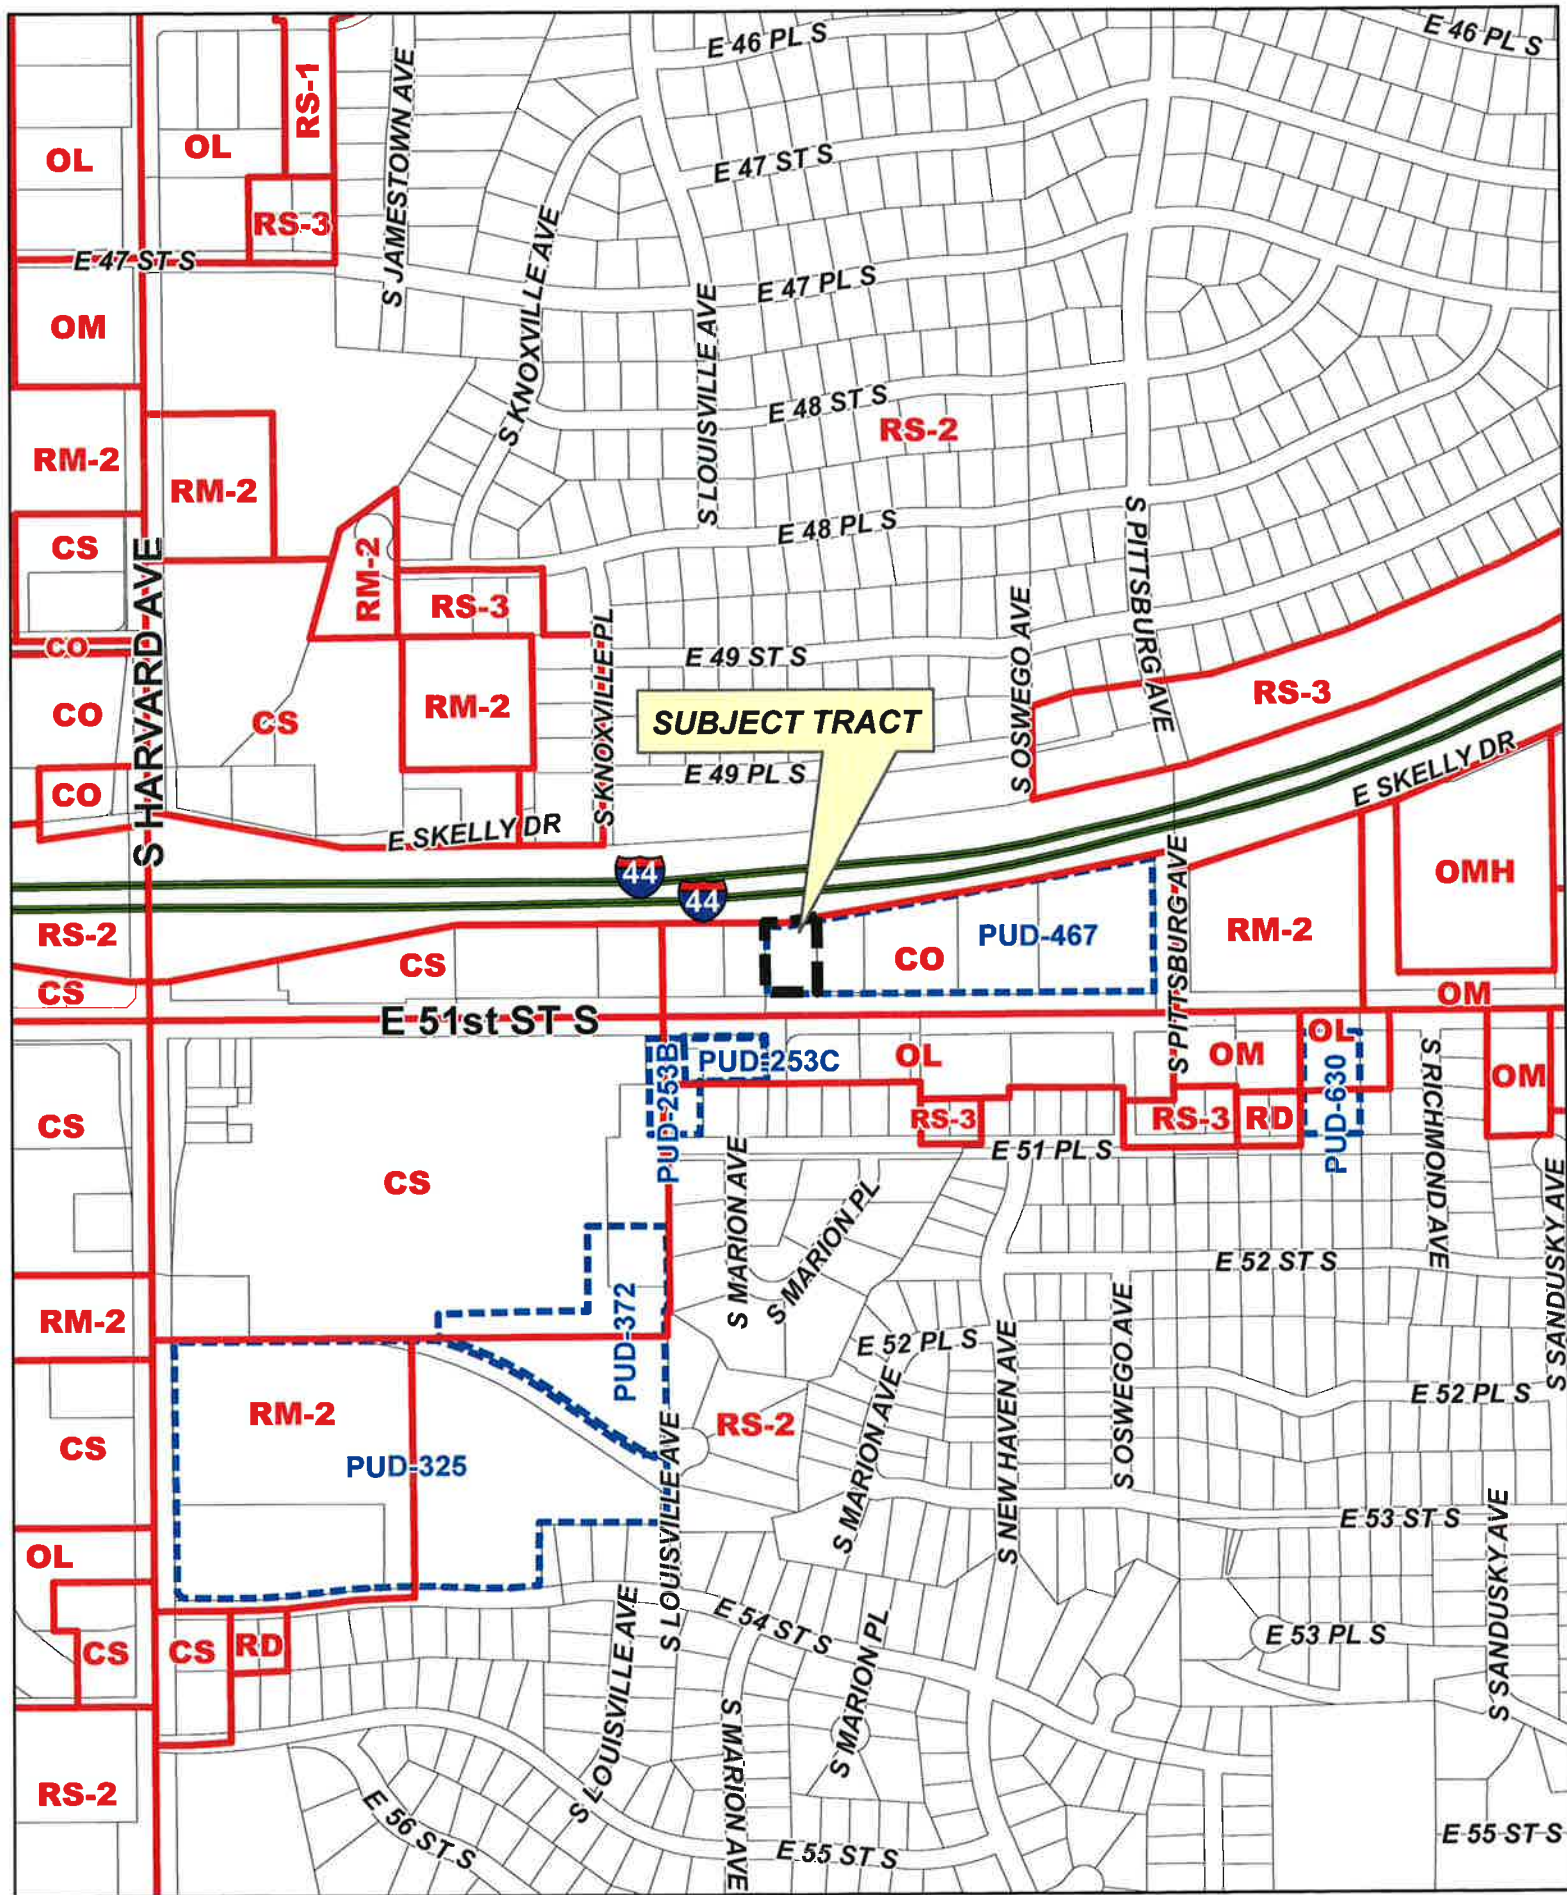 E 46 PL S
E 46 PL S
RS-1
S JAMESTOWN AVE
OL
OL
E 47 ST S
RS-3
E 47 ST S
S KNOXVILLE AVE
E 47 PL S
OM
S LOUISVILLE AVE
E 48 ST S
RS-2
RM-2
RM-2
E 48 PL S
S PITTSBURG AVE
CS
S HARVARD AVE
RM-2
RS-3
S KNOXVILLE PL
S OSWEGO AVE
CO
E 49 ST S
CO
CS
RM-2
SUBJECT TRACT
RS-3
E 49 PL S
CO
E SKELLY DR
E SKELLY DR
44
44
OMH
S PITTSBURG AVE
RS-2
CS
CO
PUD-467
RM-2
CS
OM
E 51st ST S
PUD-253B
PUD-253C
OL
OM
OL
PUD-630
S RICHMOND AVE
OM
CS
RS-3
RS-3
RD
E 51 PL S
CS
S MARION AVE
S MARION PL
S SANDUSKY AVE
E 52 ST S
RM-2
PUD-372
E 52 PL S
S NEW HAVEN AVE
S OSWEGO AVE
E 52 PL S
RM-2
RS-2
CS
PUD-325
S LOUISVILLE AVE
S MARION AVE
E 53 ST S
S SANDUSKY AVE
OL
CS
CS
RD
S LOUISVILLE AVE
E 54 ST S
S MARION PL
E 53 PL S
RS-2
S MARION AVE
E 56 ST S
E 55 ST S
E 55 ST S